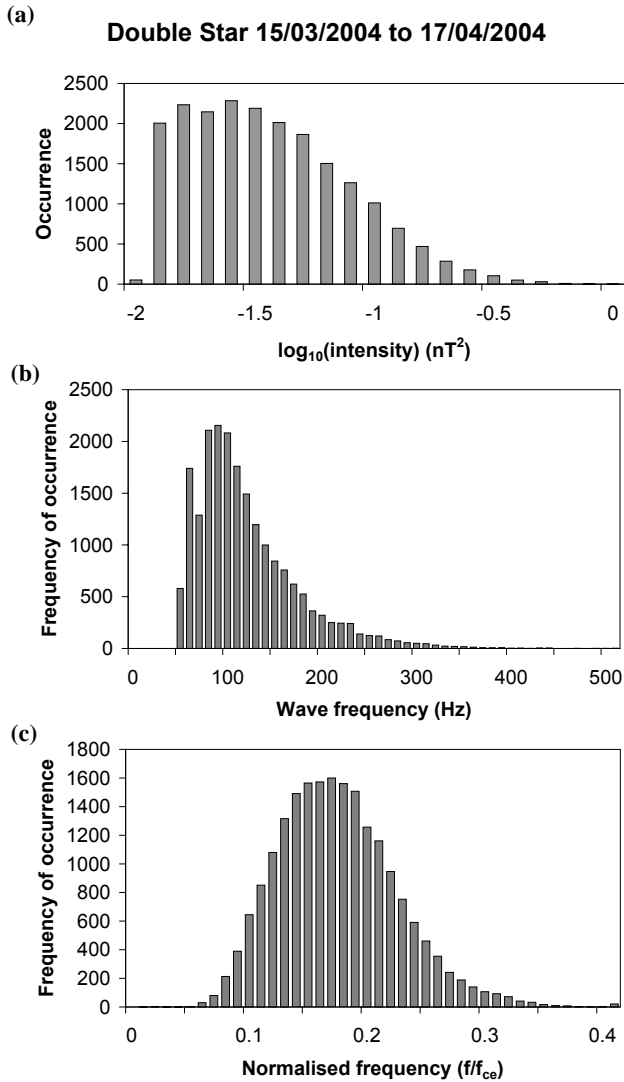 (a)
Double Star 15/03/2004 to 17/04/2004
2500
2000
1500
1000
500
0
Occurrence
-2 -1.5 -1 -0.5 0
log10(intensity) (nT²)
(b)
2500
2000
1500
1000
500
0
Frequency of occurrence
0 100 200 300 400 500
Wave frequency (Hz)
(c)
1800
1600
1400
1200
1000
800
600
400
200
0
Frequency of occurrence
0 0.1 0.2 0.3 0.4
Normalised frequency (f/fce)